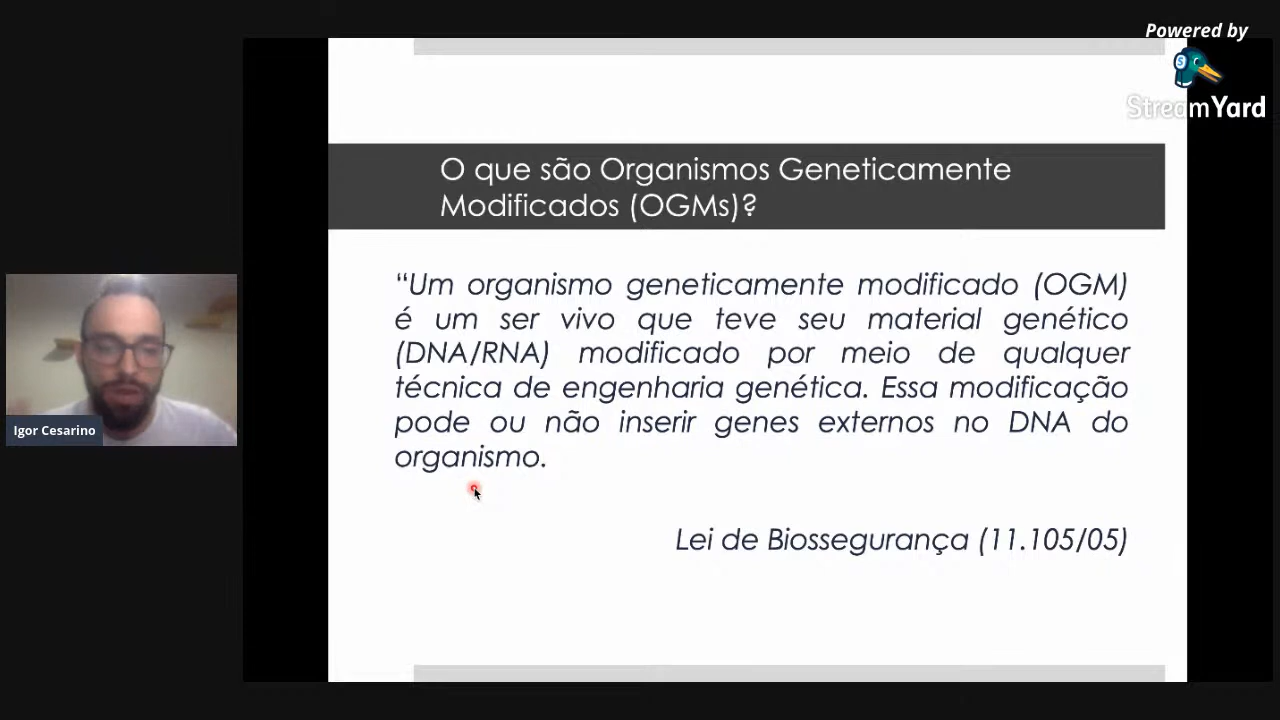 Powered by
StreamYard
O que são Organismos Geneticamente
Modificados (OGMs)?
“Um organismo geneticamente modificado (OGM)
é um ser vivo que teve seu material genético
(DNA/RNA) modificado por meio de qualquer
técnica de engenharia genética. Essa modificação
pode ou não inserir genes externos no DNA do
organismo.
Lei de Biossegurança (11.105/05)
Igor Cesarino